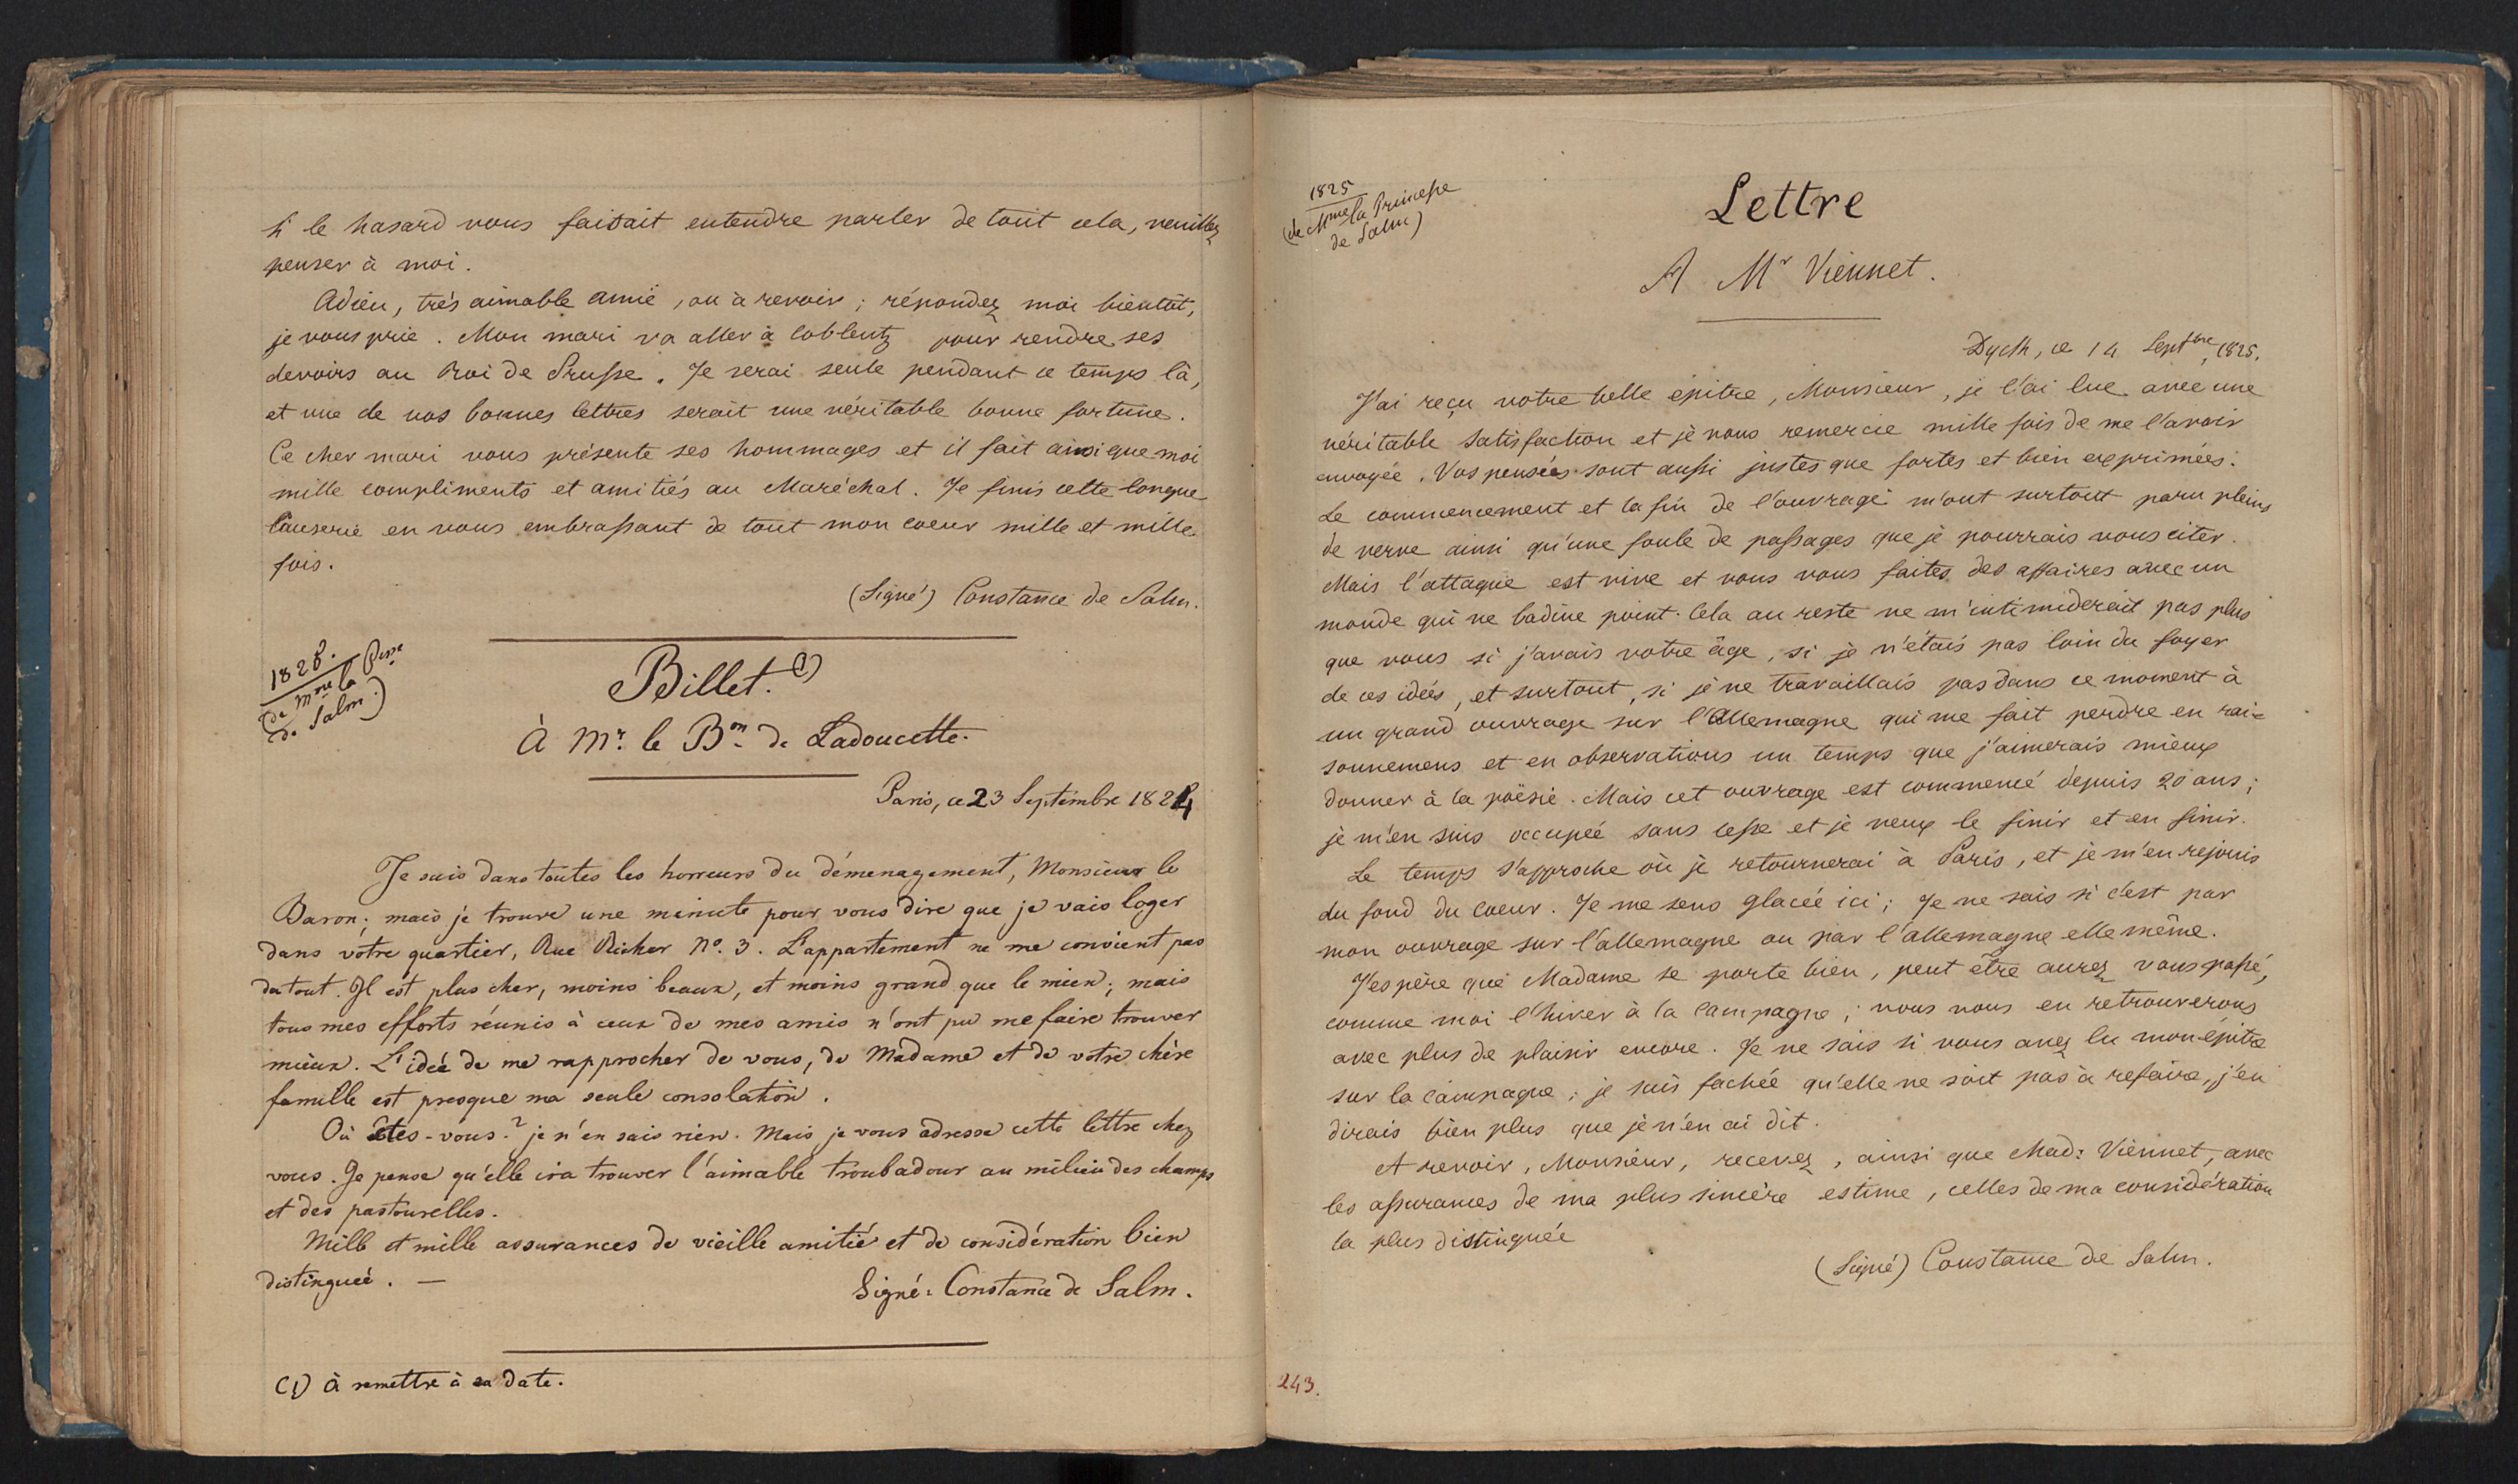 si le hasard vous faisait entendre parler de tout cela, veuillez
penser à moi.
Adieu, très aimable amie, ou à revoir; répondez moi bientôt,
je vous prie. Mon mari va aller à Coblentz pour rendre ses
devoirs au Roi de Prusse. Je serai seule pendant ce temps là,
et une de vos bonnes lettres serait une véritable bonne fortune.
Ce cher mari vous présente ses hommages et il fait ainsi que moi
mille compliments et amitiés au Maréchal. Je finis cette longue
causerie en vous embrassant de tout mon coeur mille et mille
fois.
(Signé) Constance de Salm.
1828.
(de Mme la Psse
de Salm.)
Billet. (1)
À Mr. le Bon. de Ladoucette.
Paris, ce 23 Septembre 1824
Je suis dans toutes les horreurs du démenagement, Monsieur le
Baron; mais je trouve une minute pour vous dire que je vais loger
dans vôtre quartier, Rue Richer No. 3. L'appartement ne me convient pas
du tout. Il est plus cher, moins beau, et moins grand que le mien; mais
tous mes efforts réunis à ceux de mes amis n'ont pu me faire trouver
mieux. L'ideé de me rapprocher de vous, de Madame et de votre chère
famille est presque ma seule consolation.
Où êtes-vous? je n'en sais rien. Mais je vous adresse cette lettre chez
vous. Je pense qu'elle ira trouver l'aimable troubadour au milieu des champs
et des pastourelles.
Mille et mille assurances de vieille amitié et de considération bien
distingueé. —
Signé: Constance de Salm.
(1) à remettre à sa date.
1825
(de Mme la Princesse
de Salm)
Lettre
A Mr Viennet.
Dyck, ce 14 Septbre, 1825.
J'ai reçu votre belle épitre, Monsieur, je l'ai lue avec une
véritable satisfaction et je vous remercie mille fois de me l'avoir
envoyée. Vos pensées sont aussi justes que fortes et bien exprimées.
Le commencement et la fin de l'ouvrage m'ont surtout paru pleins
de verve ainsi qu'une foule de passages que je pourrais vous citer.
Mais l'attaque est vive et vous vous faites des affaires avec un
monde qui ne badine point. Cela au reste ne m'intimiderait pas plus
que vous si j'avais votre âge, si je n'étais pas loin du foyer
de ces idées, et surtout, si je ne travaillais pas dans ce moment à
un grand ouvrage sur l'Allemagne qui me fait perdre en rai=
sonnemens et en observations un temps que j'aimerais mieux
donner à la poësie. Mais cet ouvrage est commencé depuis 20 ans;
je m'en suis occupeé sans cesse et je veux le finir et en finir.
Le temps s'approche où je retournerai à Paris, et je m'en rejouis
du fond du coeur. Je me sens glaceé ici; Je ne sais si c'est par
mon ouvrage sur l'allemagne ou par l'allemagne elle même.
J'espère que Madame se porte bien, peut être aurez vous passé,
comme moi l'hiver à la campagne; nous nous en retrouverons
avec plus de plaisir encore. Je ne sais si vous avez lu mon epitre
sur la campagne; je suis fachée qu'elle ne soit pas à refaire, j'en
dirais bien plus que je n'en ai dit.
A revoir, Monsieur, recevez, ainsi que Mad: Viennet, avec
les assurances de ma plus sincère estime, celles de ma considération
la plus distinguée
(Signé) Constance de Salm.
243.